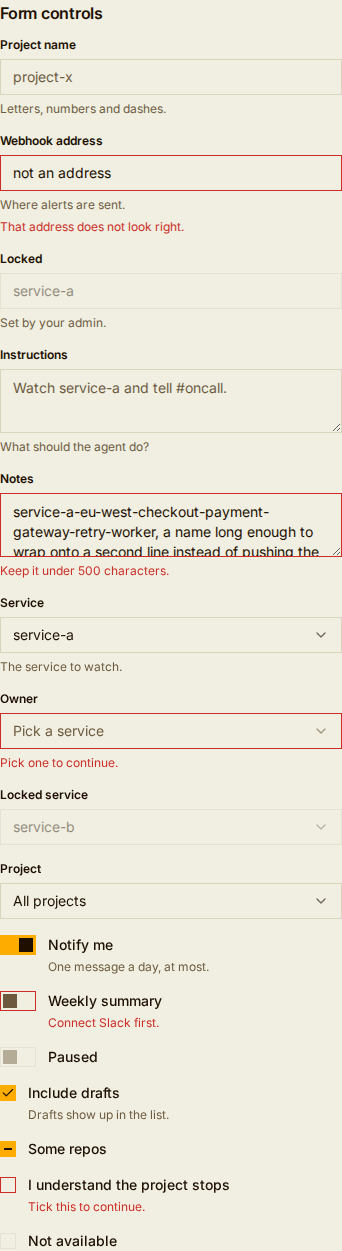 Form controls
Project name
project-x
Letters, numbers and dashes.
Webhook address
not an address
Where alerts are sent.
That address does not look right.
Locked
service-a
Set by your admin.
Instructions
Watch service-a and tell #oncall.
What should the agent do?
Notes
service-a-eu-west-checkout-payment-
gateway-retry-worker, a name long enough to
wrap onto a second line instead of pushing the
Keep it under 500 characters.
Service
service-a
The service to watch.
Owner
Pick a service
Pick one to continue.
Locked service
service-b
Project
All projects
Notify me
One message a day, at most.
Weekly summary
Connect Slack first.
Paused
Include drafts
Drafts show up in the list.
Some repos
I understand the project stops
Tick this to continue.
Not available